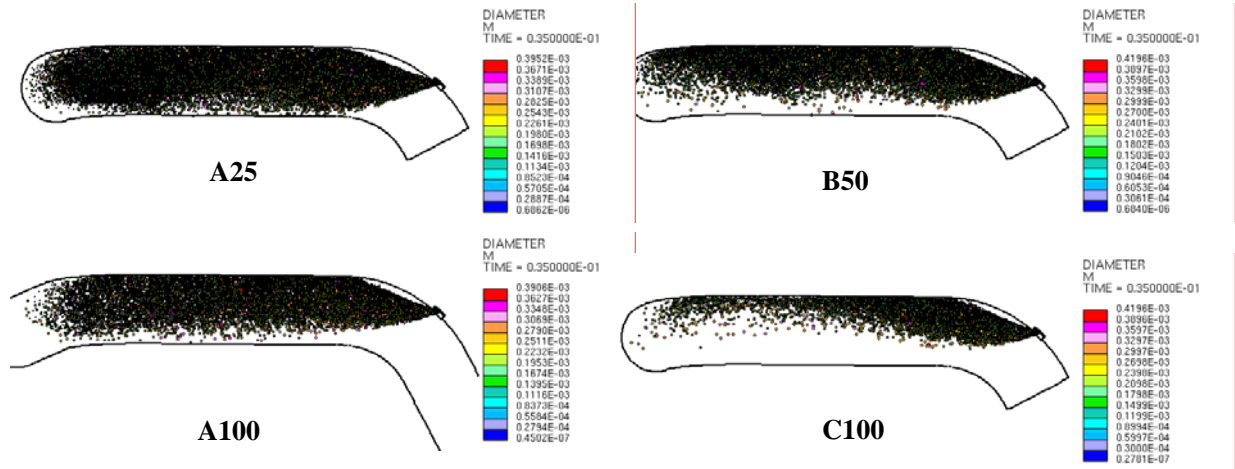 DIAMETER
M
TIME = 0.350000E-01
0.3952E-03
0.3671E-03
0.3389E-03
0.3107E-03
0.2825E-03
0.2543E-03
0.2261E-03
0.1980E-03
0.1698E-03
0.1416E-03
0.1134E-03
0.8523E-04
0.5705E-04
0.2887E-04
0.6862E-06
A25
DIAMETER
M
TIME = 0.350000E-01
0.4196E-03
0.3897E-03
0.3598E-03
0.3299E-03
0.2999E-03
0.2700E-03
0.2401E-03
0.2102E-03
0.1802E-03
0.1503E-03
0.1204E-03
0.9046E-04
0.6053E-04
0.3061E-04
0.6840E-06
B50
DIAMETER
M
TIME = 0.350000E-01
0.3906E-03
0.3627E-03
0.3348E-03
0.3069E-03
0.2790E-03
0.2511E-03
0.2232E-03
0.1953E-03
0.1674E-03
0.1395E-03
0.1116E-03
0.8373E-04
0.5584E-04
0.2794E-04
0.4502E-07
A100
DIAMETER
M
TIME = 0.350000E-01
0.4196E-03
0.3896E-03
0.3597E-03
0.3297E-03
0.2997E-03
0.2698E-03
0.2398E-03
0.2098E-03
0.1798E-03
0.1499E-03
0.1199E-03
0.8994E-04
0.5997E-04
0.3000E-04
0.2781E-07
C100